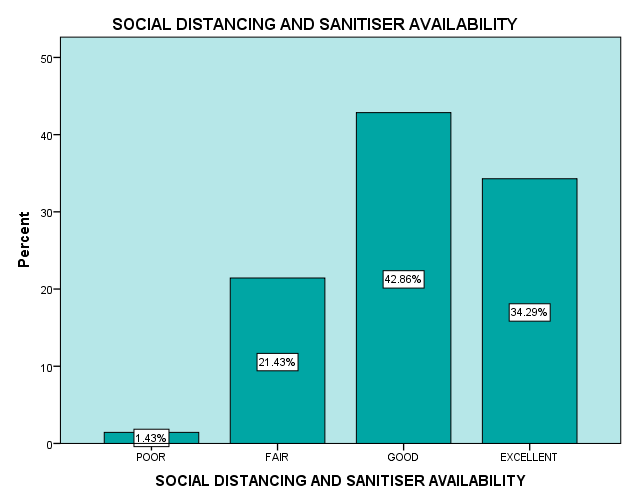 SOCIAL DISTANCING AND SANITISER AVAILABILITY
50
40
30
20
10
0
Percent
1.43%
21.43%
42.86%
34.29%
POOR
FAIR
GOOD
EXCELLENT
SOCIAL DISTANCING AND SANITISER AVAILABILITY